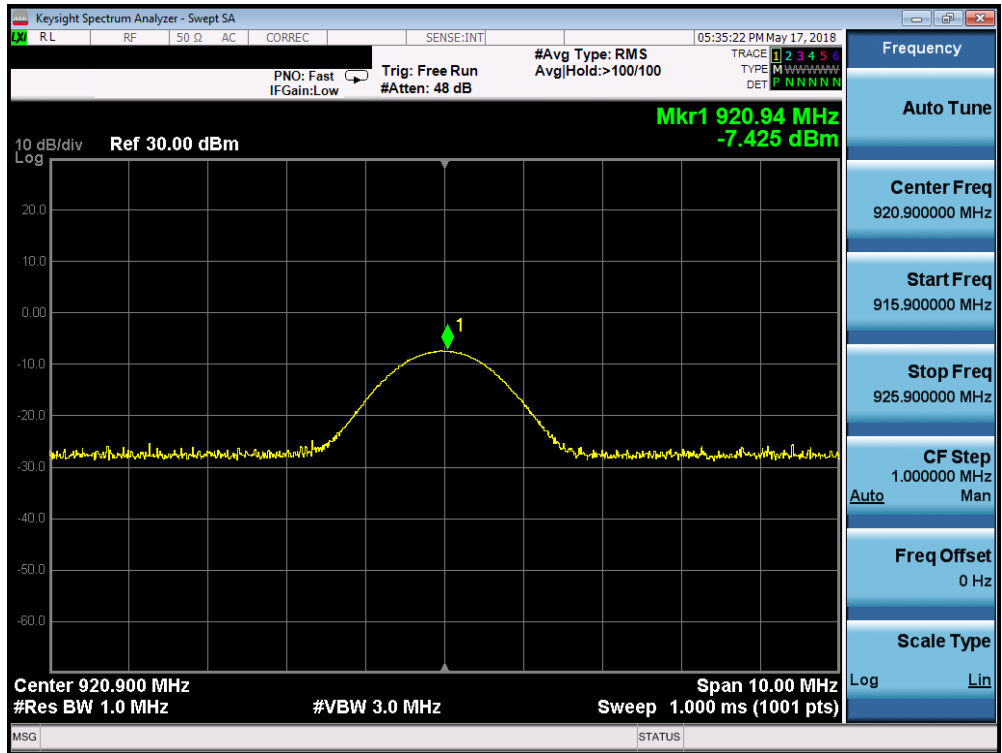 Keysight Spectrum Analyzer - Swept SA
LXI RL RF 50 Ω AC CORREC SENSE:INT 05:35:22 PM May 17, 2018
PNO: Fast
IFGain:Low
Trig: Free Run
#Atten: 48 dB
#Avg Type: RMS
Avg|Hold:>100/100
TRACE 1 2 3 4 5 6
TYPE M W W W W W
DET P N N N N N
Mkr1 920.94 MHz
-7.425 dBm
10 dB/div Ref 30.00 dBm
Log
20.0
10.0
0.00
-10.0
-20.0
-30.0
-40.0
-50.0
-60.0
1
Center 920.900 MHz Span 10.00 MHz
#Res BW 1.0 MHz #VBW 3.0 MHz Sweep 1.000 ms (1001 pts)
MSG STATUS
Frequency
Auto Tune
Center Freq
920.900000 MHz
Start Freq
915.900000 MHz
Stop Freq
925.900000 MHz
CF Step
1.000000 MHz
Auto Man
Freq Offset
0 Hz
Scale Type
Log Lin